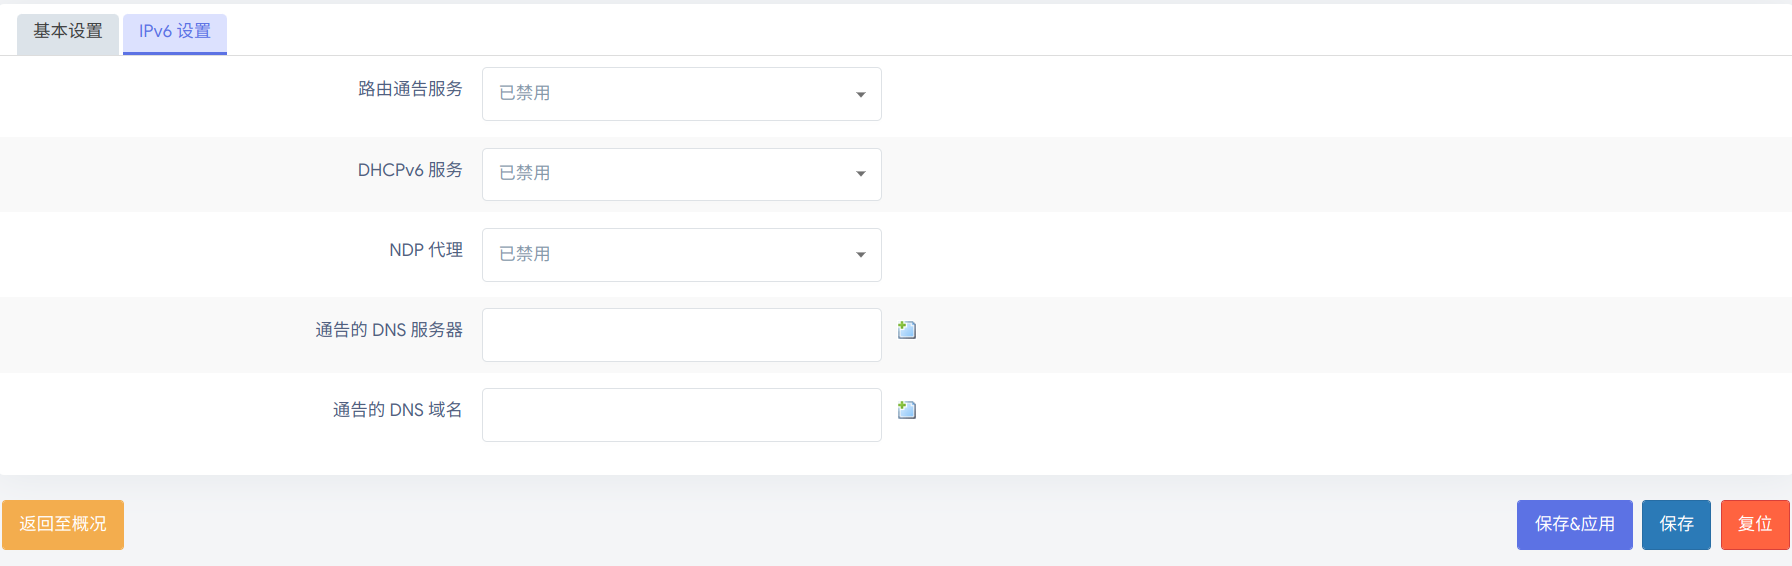 基本设置
IPv6 设置
路由通告服务
已禁用
DHCPv6 服务
已禁用
NDP 代理
已禁用
通告的 DNS 服务器
通告的 DNS 域名
返回至概况
保存&应用
保存
复位